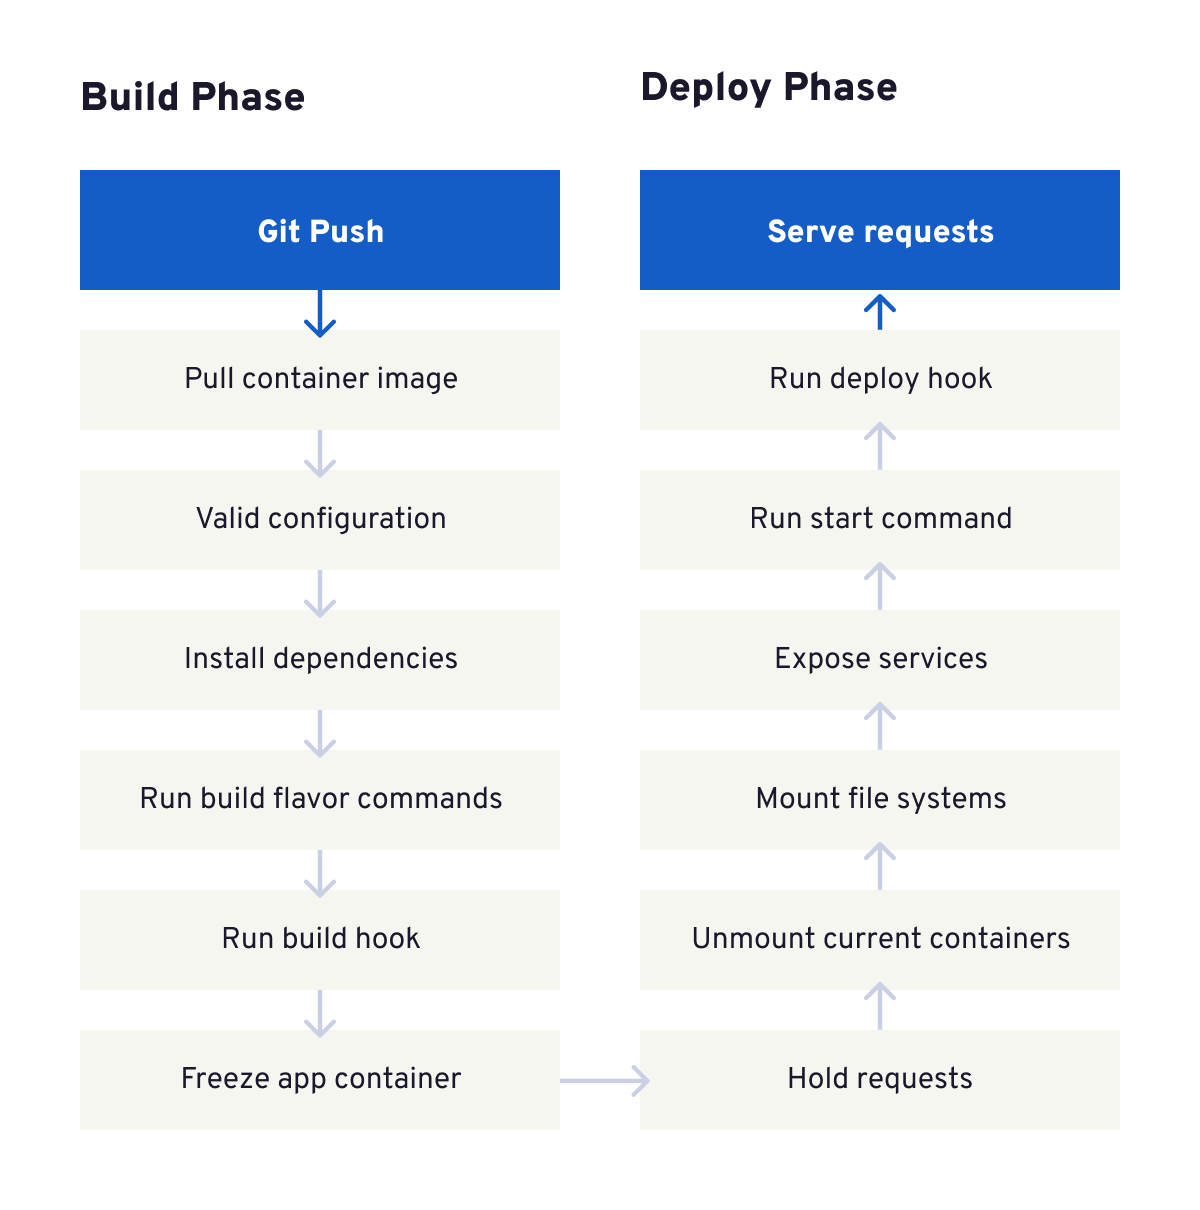 Build Phase
Git Push
Pull container image
Valid configuration
Install dependencies
Run build flavor commands
Run build hook
Freeze app container
Deploy Phase
Serve requests
Run deploy hook
Run start command
Expose services
Mount file systems
Unmount current containers
Hold requests